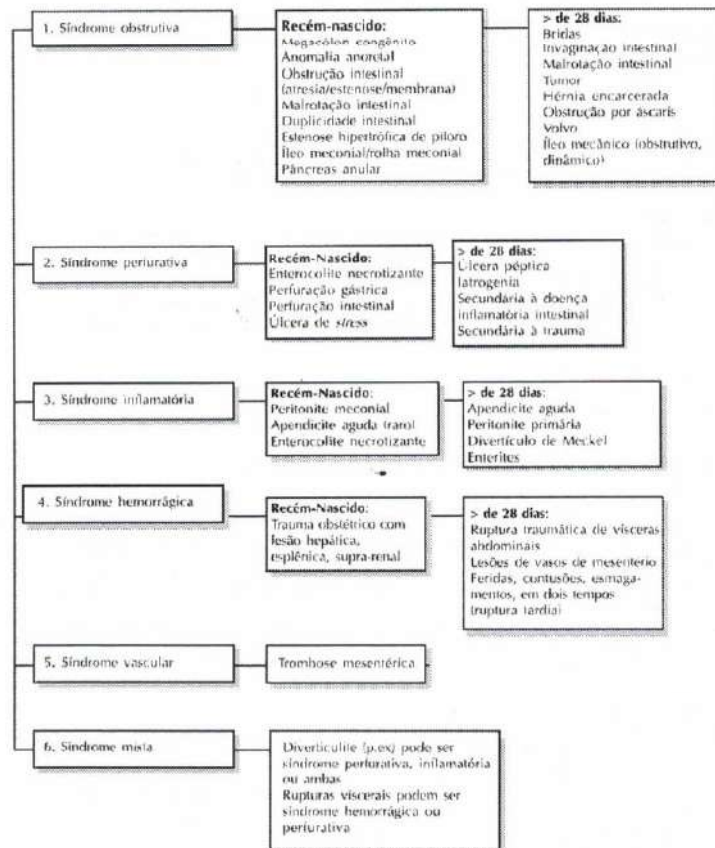 1. Síndrome obstrutiva
Recém-nascido:
Megacólon congênito
Anomalia anoretal
Obstrução intestinal
(atresia/estenose/membrana)
Malrotação intestinal
Duplicidade intestinal
Estenose hipertrófica de piloro
Íleo meconial/rolha meconial
Pâncreas anular
> de 28 dias:
Bridas
Invaginação intestinal
Malrotação intestinal
Tumor
Hérnia encarcerada
Obstrução por áscaris
Volvo
Íleo mecânico (obstrutivo,
dinâmico)
2. Síndrome perfurativa
Recém-Nascido:
Enterocolite necrotizante
Perfuração gástrica
Perfuração intestinal
Úlcera de stress
> de 28 dias:
Úlcera péptica
Iatrogenia
Secundária à doença
inflamatória intestinal
Secundária à trauma
3. Síndrome inflamatória
Recém-Nascido:
Peritonite meconial
Apendicite aguda (raro)
Enterocolite necrotizante
> de 28 dias:
Apendicite aguda
Peritonite primária
Divertículo de Meckel
Enterites
4. Síndrome hemorrágica
Recém-Nascido:
Trauma obstétrico com
lesão hepática,
esplênica, supra-renal
> de 28 dias:
Ruptura traumática de vísceras
abdominais
Lesões de vasos de mesenterio
Feridas, contusões, esmaga-
mentos, em dois tempos
(ruptura tardia)
5. Síndrome vascular
Trombose mesentérica
6. Síndrome mista
Diverticulite (p.ex) pode ser
síndrome perfurativa, inflamatória
ou ambas
Rupturas viscerais podem ser
síndrome hemorrágica ou
perfurativa